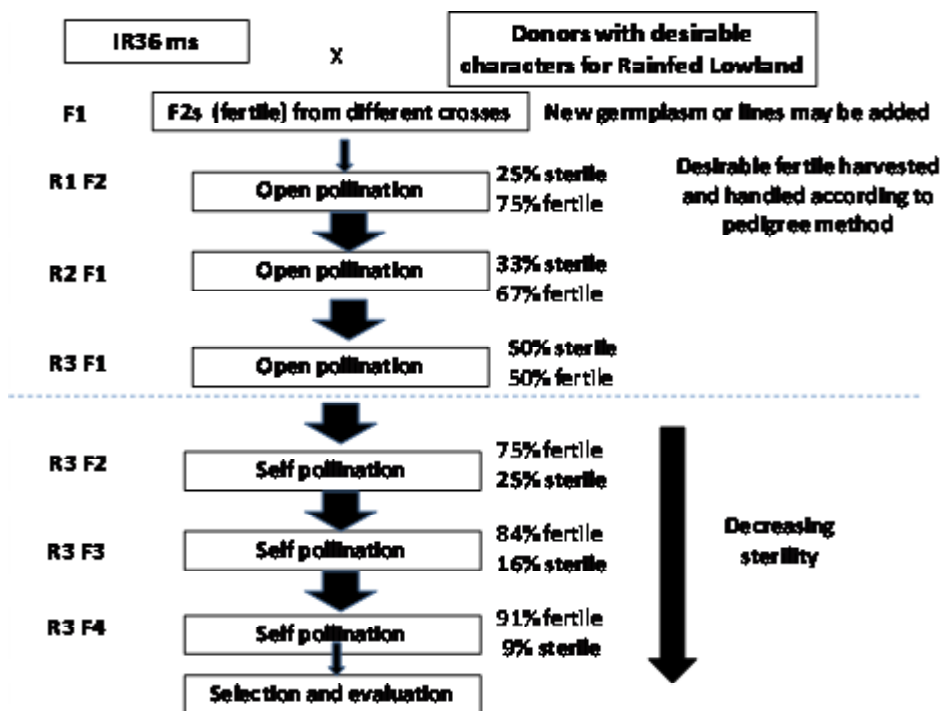 IR36 ms
X
Donors with desirable
characters for Rainfed Lowland
F1
F2s (fertile) from different crosses
New germplasm or lines may be added
R1 F2
Open pollination
25% sterile
75% fertile
Desirable fertile harvested
and handled according to
pedigree method
R2 F1
Open pollination
33% sterile
67% fertile
R3 F1
Open pollination
50% sterile
50% fertile
R3 F2
Self pollination
75% fertile
25% sterile
R3 F3
Self pollination
84% fertile
16% sterile
Decreasing
sterility
R3 F4
Self pollination
91% fertile
9% sterile
Selection and evaluation